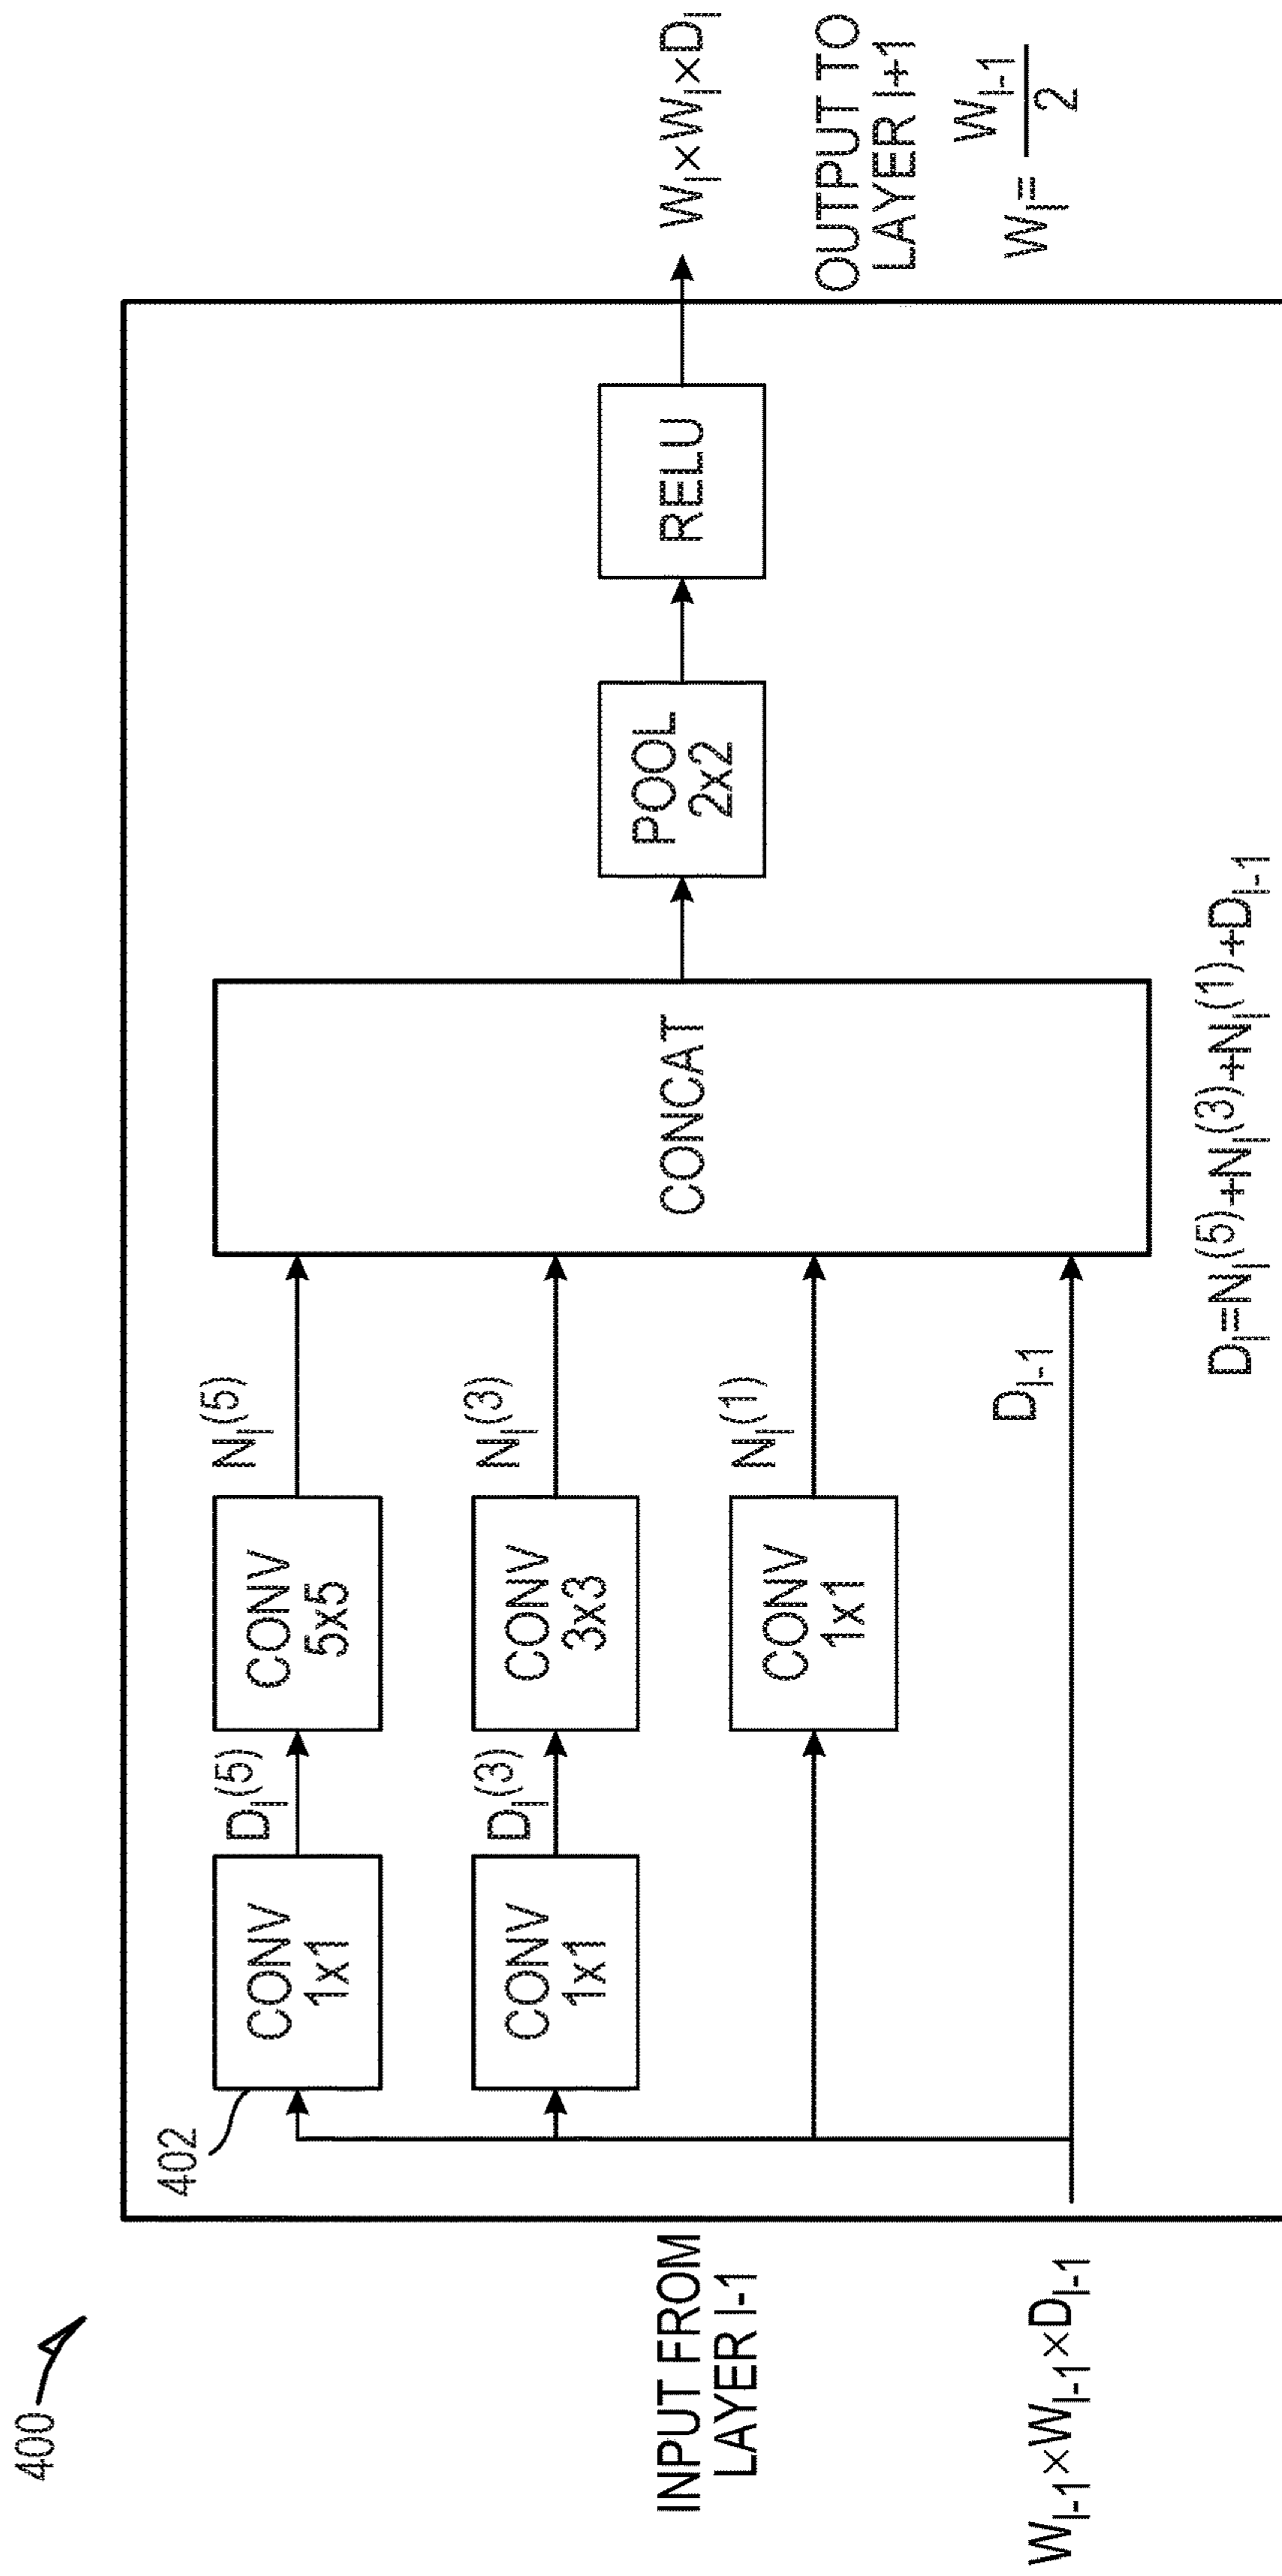 400
402
INPUT FROM
LAYER l-1
W_{l-1}×W_{l-1}×D_{l-1}
CONV
1x1
D_l^{(5)}
CONV
5x5
N_l^{(5)}
CONV
1x1
D_l^{(3)}
CONV
3x3
N_l^{(3)}
CONV
1x1
N_l^{(1)}
D_{l-1}
CONCAT
D_l=N_l^{(5)}+N_l^{(3)}+N_l^{(1)}+D_{l-1}
POOL
2x2
RELU
W_l×W_l×D_l
OUTPUT TO
LAYER l+1
W_l=
W_{l-1}
2